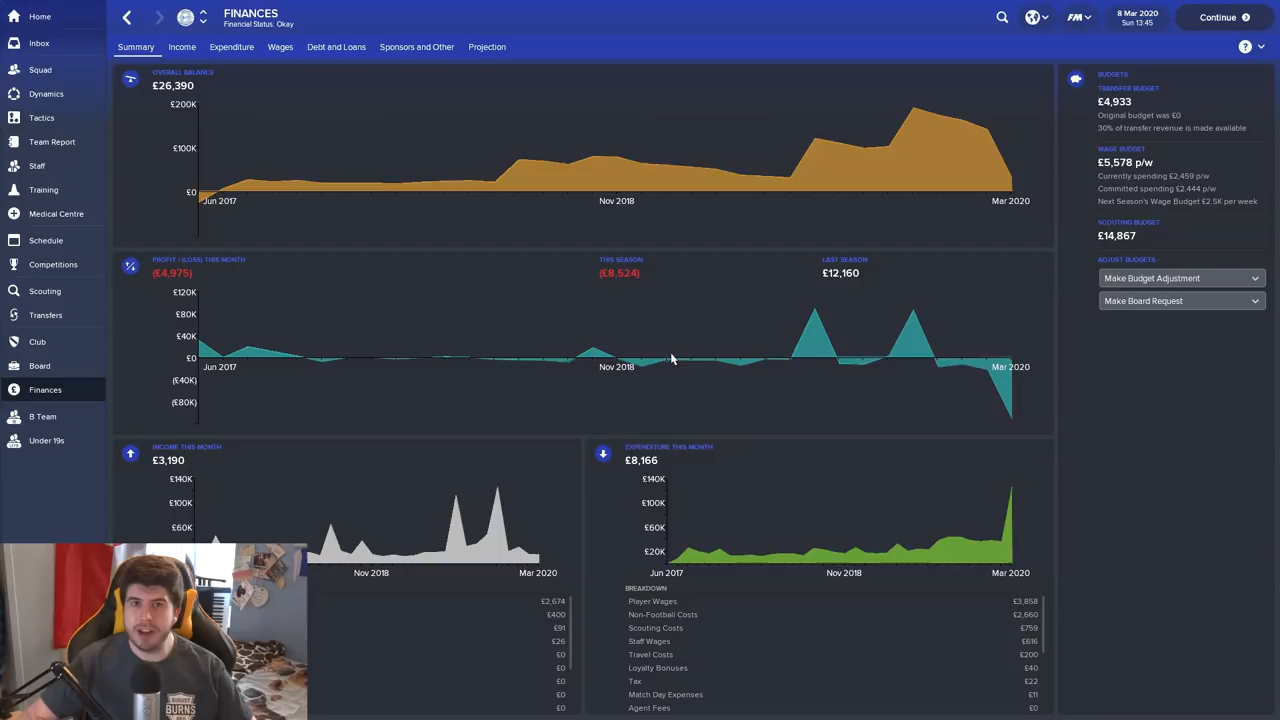 Home
Inbox
Squad
Dynamics
Tactics
Team Report
Staff
Training
Medical Centre
Schedule
Competitions
Scouting
Transfers
Club
Board
Finances
B Team
Under 19s
FINANCES
Financial Status: Okay
FM
8 Mar 2020
Sun 13:45
Continue
Summary
Income
Expenditure
Wages
Debt and Loans
Sponsors and Other
Projection
?
OVERALL BALANCE
£26,390
£200K
£100K
£0
Jun 2017
Nov 2018
Mar 2020
PROFIT / (LOSS) THIS MONTH
(£4,975)
THIS SEASON
(£8,524)
LAST SEASON
£12,160
£120K
£80K
£40K
£0
(£40K)
(£80K)
Jun 2017
Nov 2018
Mar 2020
INCOME THIS MONTH
£3,190
£140K
£100K
£60K
Nov 2018
Mar 2020
£2,674
£400
£91
£26
£0
£0
£0
£0
£0
EXPENDITURE THIS MONTH
£8,166
£140K
£100K
£60K
£20K
Jun 2017
Nov 2018
Mar 2020
BREAKDOWN
Player Wages £3,858
Non-Football Costs £2,660
Scouting Costs £759
Staff Wages £616
Travel Costs £200
Loyalty Bonuses £40
Tax £22
Match Day Expenses £11
Agent Fees £0
BUDGETS
TRANSFER BUDGET
£4,933
Original budget was £0
30% of transfer revenue is made available
WAGE BUDGET
£5,578 p/w
Currently spending £2,459 p/w
Committed spending £2,444 p/w
Next Season's Wage Budget £2.5K per week
SCOUTING BUDGET
£14,867
ADJUST BUDGETS
Make Budget Adjustment
Make Board Request
BURNS